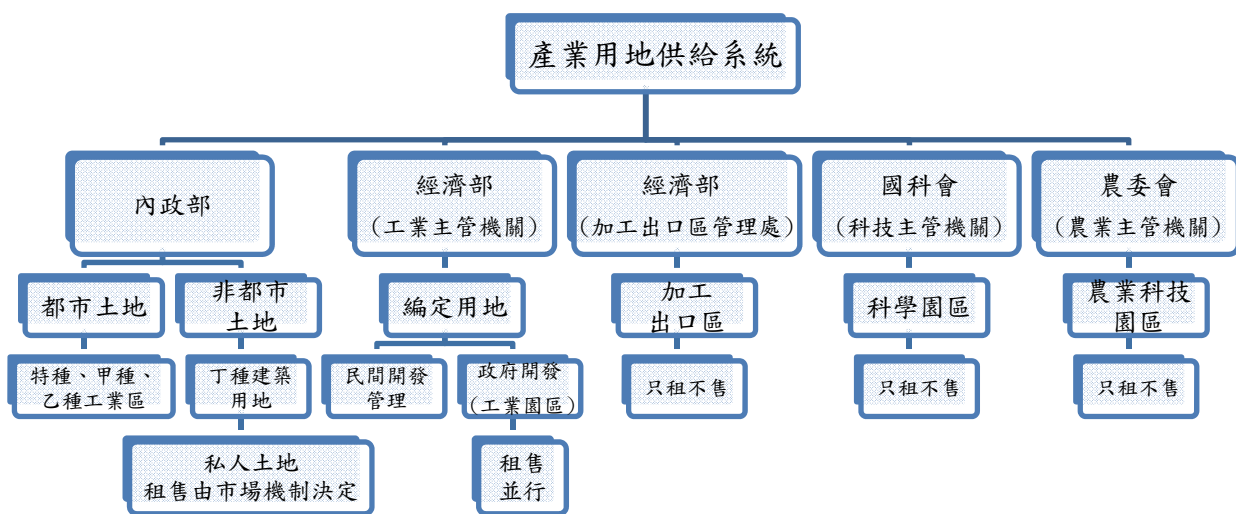 產業用地供給系統
內政部
經濟部
(工業主管機關)
經濟部
(加工出口區管理處)
國科會
(科技主管機關)
農委會
(農業主管機關)
都市土地
非都市
土地
編定用地
加工
出口區
科學園區
農業科技
園區
特種、甲種、
乙種工業區
丁種建築
用地
民間開發
管理
政府開發
(工業園區)
只租不售
只租不售
只租不售
私人土地
租售由市場機制決定
租售
並行